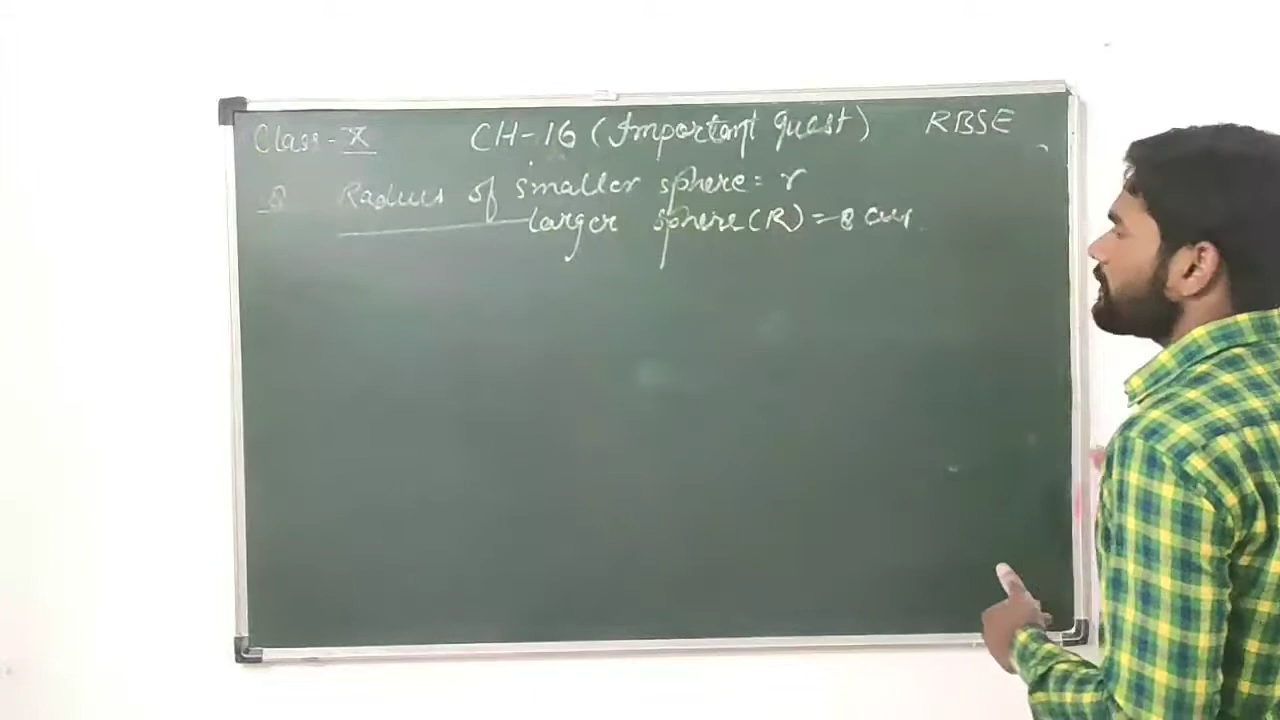 Class - X CH-16 (Important quest) RBSE
Q Radius of smaller sphere = r
larger sphere (R) = 8 cm.